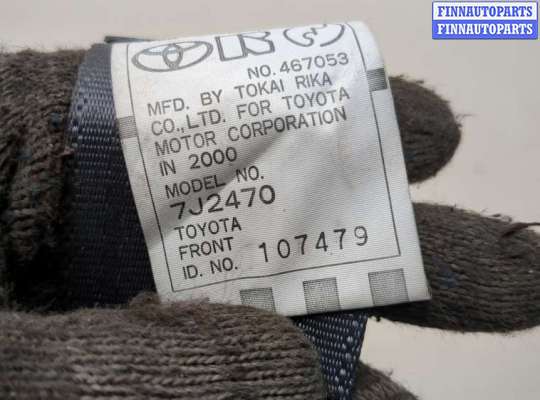 FINNAUTOPARTS
FINNAUTOPARTS
NO. 467053
MFD. BY TOKAI RIKA
CO., LTD. FOR TOYOTA
MOTOR CORPORATION
IN 2000
MODEL NO.
7J2470
TOYOTA
FRONT
ID. NO. 107479